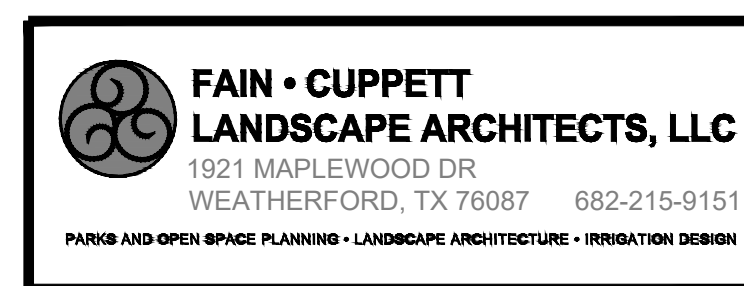 FAIN • CUPPETT
LANDSCAPE ARCHITECTS, LLC
1921 MAPLEWOOD DR
WEATHERFORD, TX 76087 682-215-9151
PARKS AND OPEN SPACE PLANNING • LANDSCAPE ARCHITECTURE • IRRIGATION DESIGN